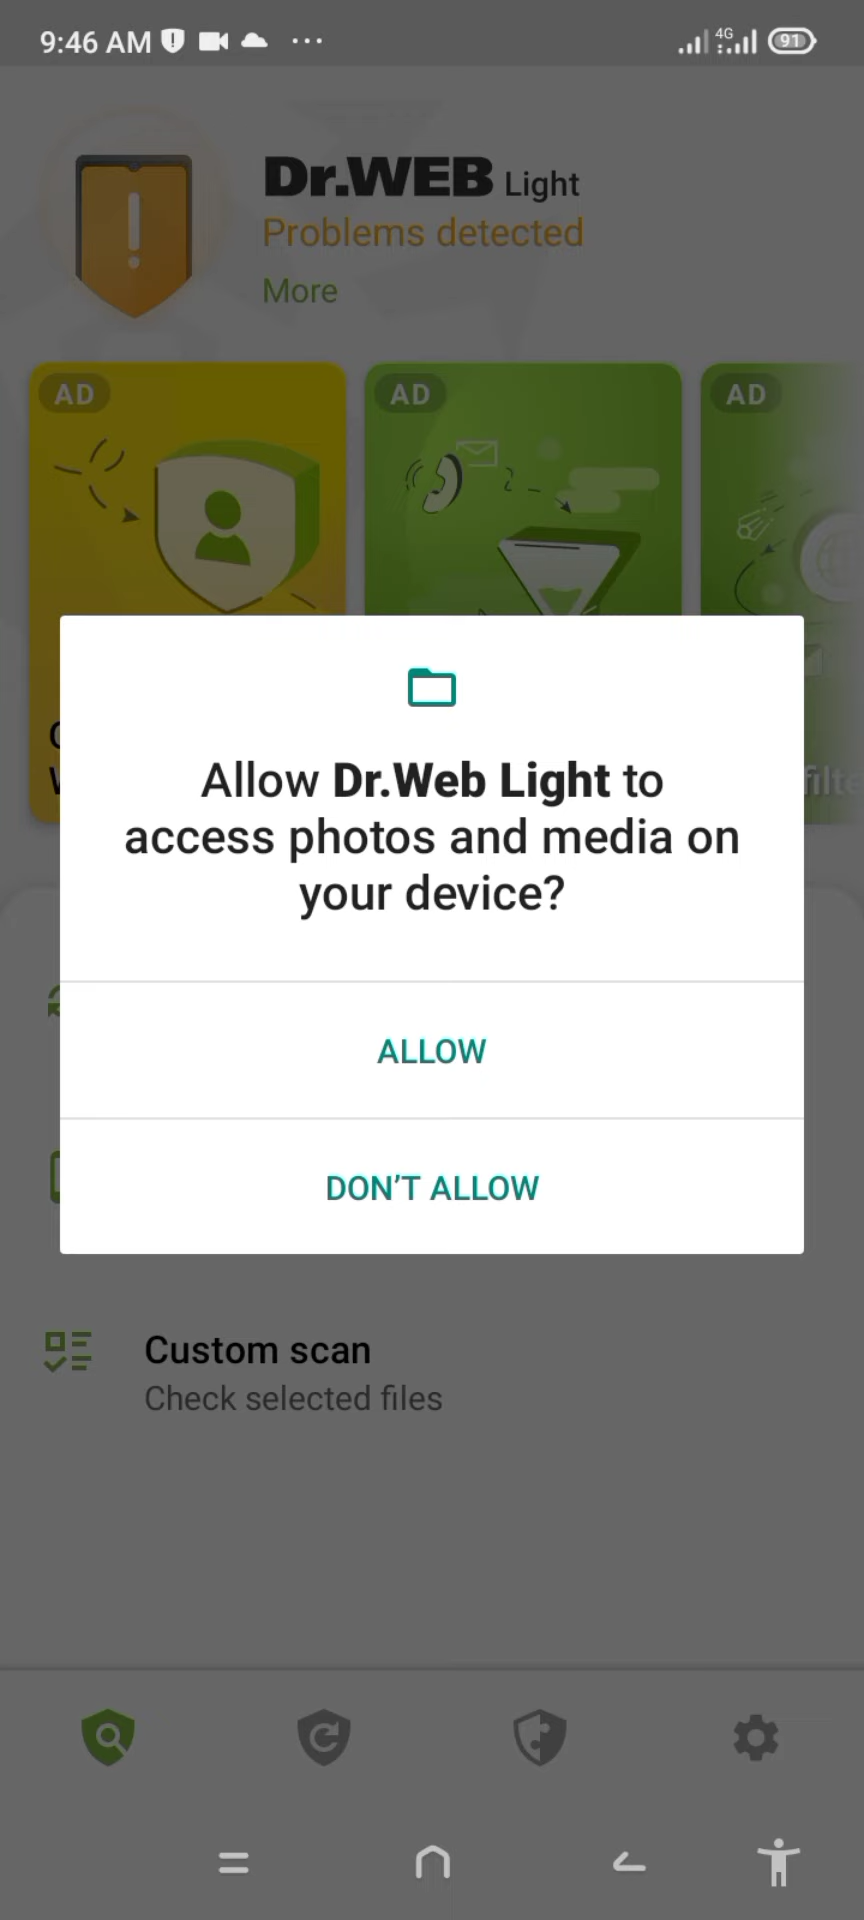 9:46 AM
4G
91
Dr.WEB Light
Problems detected
More
AD
AD
AD
Allow Dr.Web Light to
access photos and media on
your device?
ALLOW
DON'T ALLOW
Custom scan
Check selected files